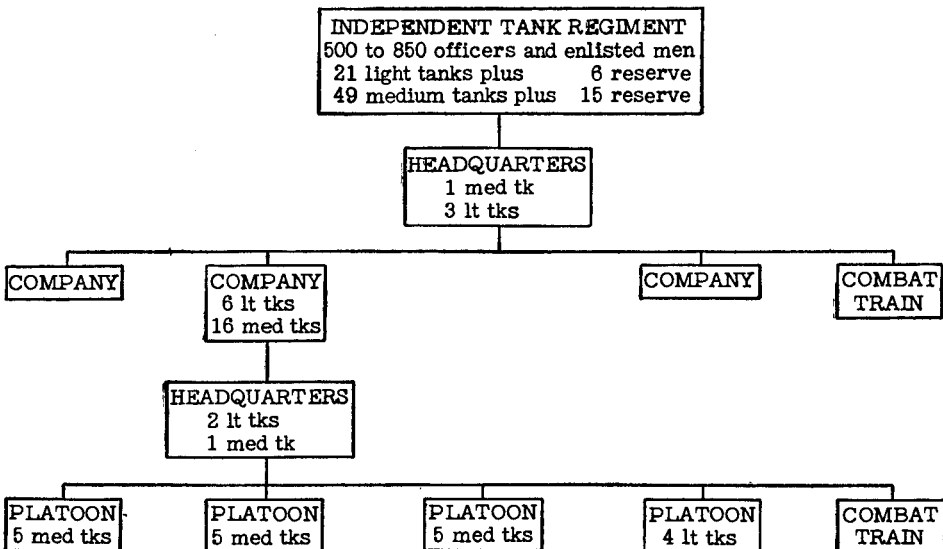 INDEPENDENT TANK REGIMENT
500 to 850 officers and enlisted men
21 light tanks plus 6 reserve
49 medium tanks plus 15 reserve
HEADQUARTERS
1 med tk
3 lt tks
COMPANY
COMPANY
6 lt tks
16 med tks
COMPANY
COMBAT
TRAIN
HEADQUARTERS
2 lt tks
1 med tk
PLATOON
5 med tks
PLATOON
5 med tks
PLATOON
5 med tks
PLATOON
4 lt tks
COMBAT
TRAIN